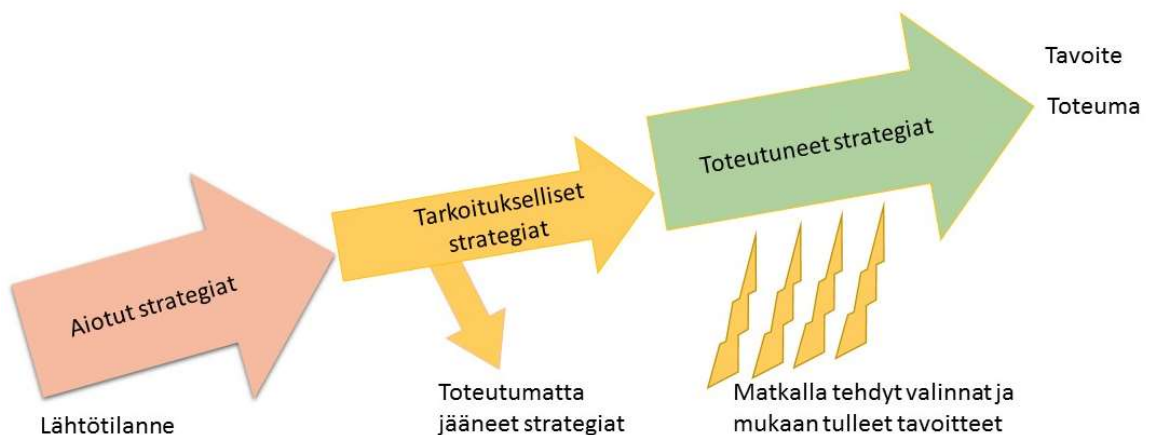 Tavoite
Toteuma
Toteutuneet strategiat
Tarkoitukselliset
strategiat
Aiotut strategiat
Lähtötilanne
Toteutumatta
jääneet strategiat
Matkalla tehdyt valinnat ja
mukaan tulleet tavoitteet